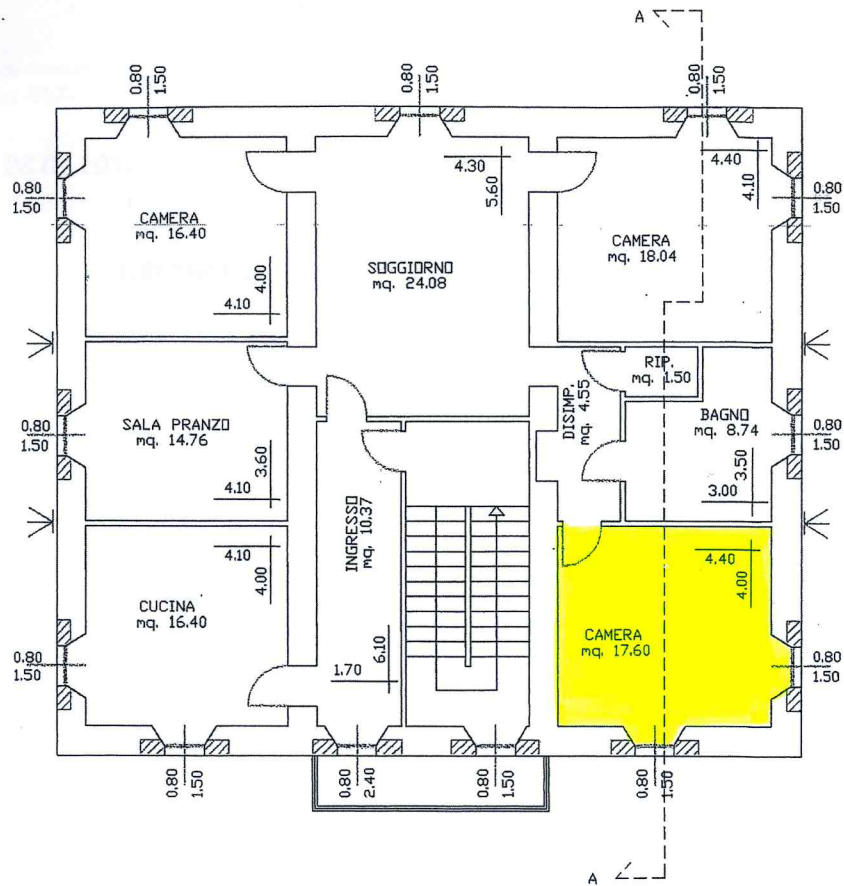 A
0.80
1.50
0.80
1.50
0.80
1.50
0.80
1.50
CAMERA
mq. 16.40
4.00
4.10
4.30
5.60
SOGGIORNO
mq. 24.08
4.40
4.10
CAMERA
mq. 18.04
0.80
1.50
0.80
1.50
SALA PRANZO
mq. 14.76
3.60
4.10
DISIMP.
mq. 4.55
RIP.
mq. 1.50
BAGNO
mq. 8.74
3.50
3.00
0.80
1.50
INGRESSO
mq. 10.37
6.10
1.70
4.10
4.00
CUCINA
mq. 16.40
0.80
1.50
4.40
4.00
CAMERA
mq. 17.60
0.80
1.50
0.80
1.50
0.80
2.40
0.80
1.50
0.80
1.50
A